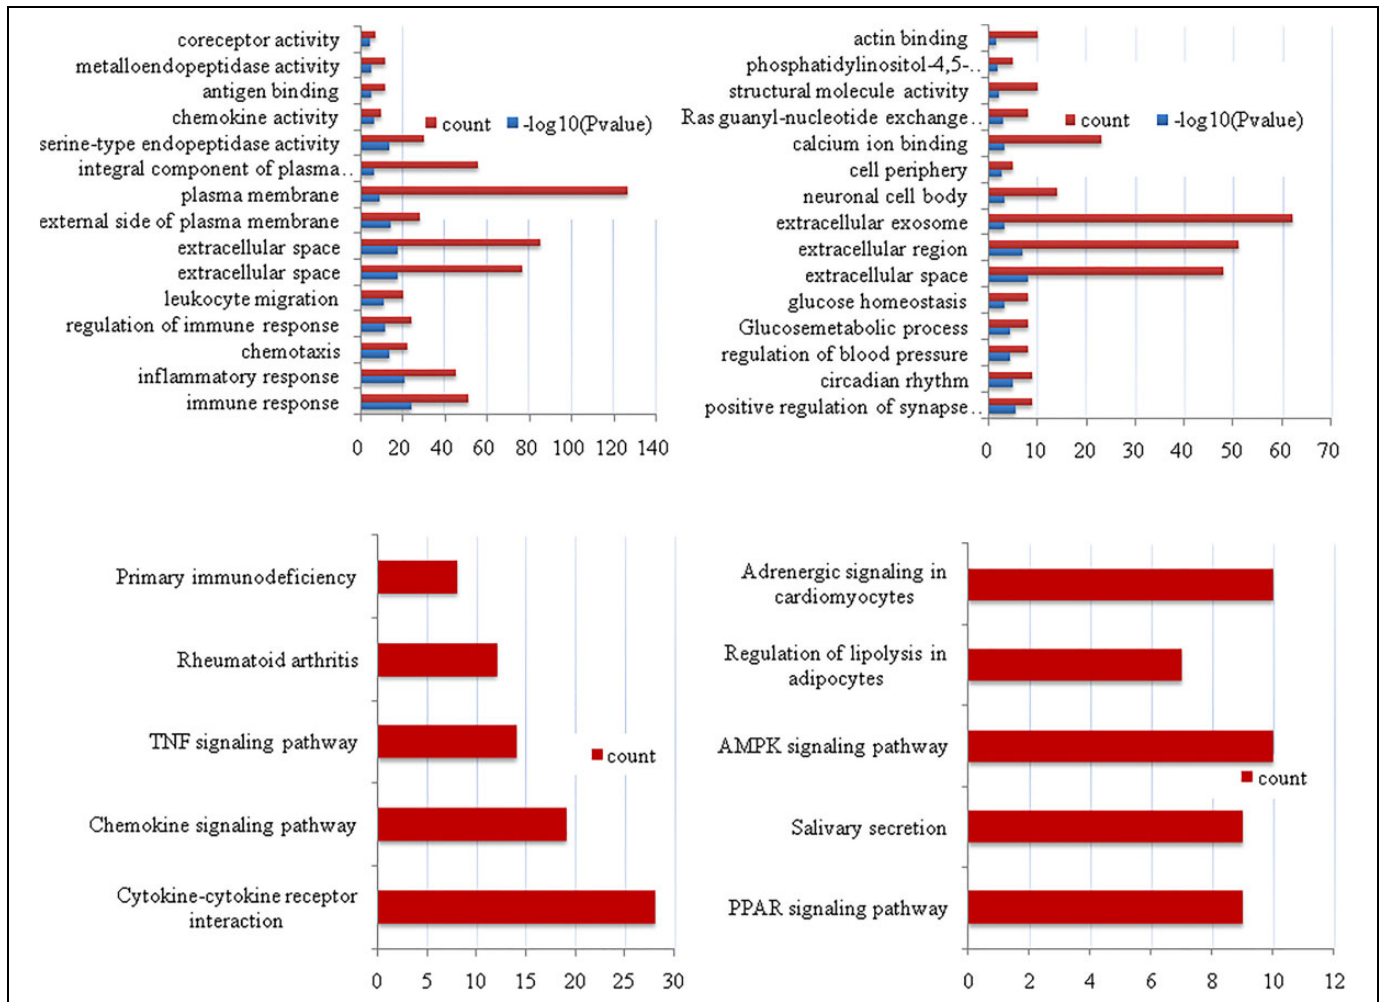 coreceptor activity
metalloendopeptidase activity
antigen binding
chemokine activity
serine-type endopeptidase activity
integral component of plasma..
plasma membrane
external side of plasma membrane
extracellular space
extracellular space
leukocyte migration
regulation of immune response
chemotaxis
inflammatory response
immune response
count -log10(Pvalue)
0 20 40 60 80 100 120 140
actin binding
phosphatidylinositol-4,5-..
structural molecule activity
Ras guanyl-nucleotide exchange..
calcium ion binding
cell periphery
neuronal cell body
extracellular exosome
extracellular region
extracellular space
glucose homeostasis
Glucosemetabolic process
regulation of blood pressure
circadian rhythm
positive regulation of synapse..
count -log10(Pvalue)
0 10 20 30 40 50 60 70
Primary immunodeficiency
Rheumatoid arthritis
TNF signaling pathway
Chemokine signaling pathway
Cytokine-cytokine receptor
interaction
count
0 5 10 15 20 25 30
Adrenergic signaling in
cardiomyocytes
Regulation of lipolysis in
adipocytes
AMPK signaling pathway
Salivary secretion
PPAR signaling pathway
count
0 2 4 6 8 10 12